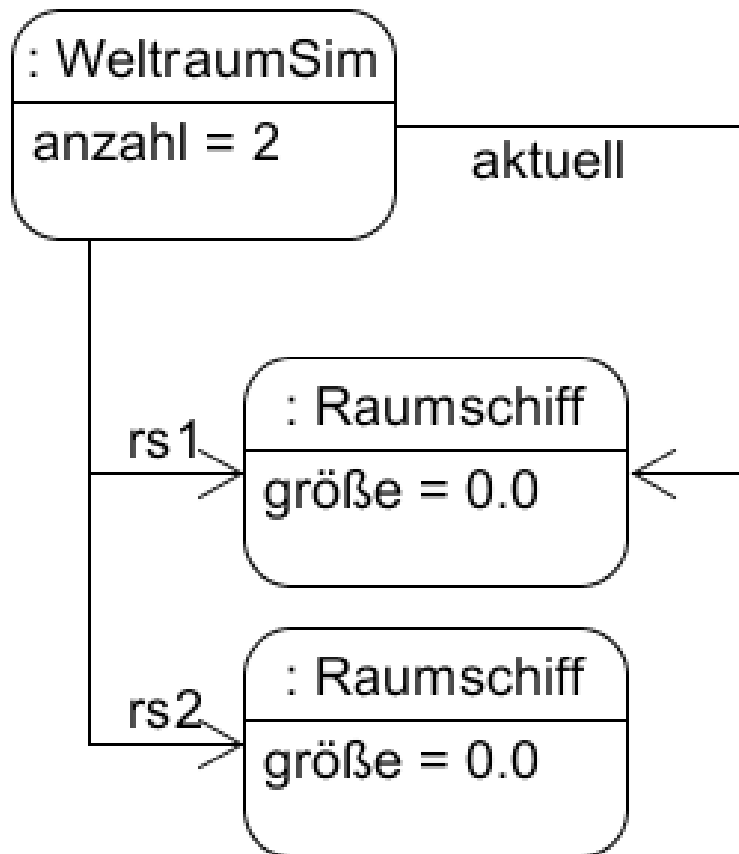 : WeltraumSim
anzahl = 2
aktuell
: Raumschiff
rs1
größe = 0.0
: Raumschiff
rs2
größe = 0.0